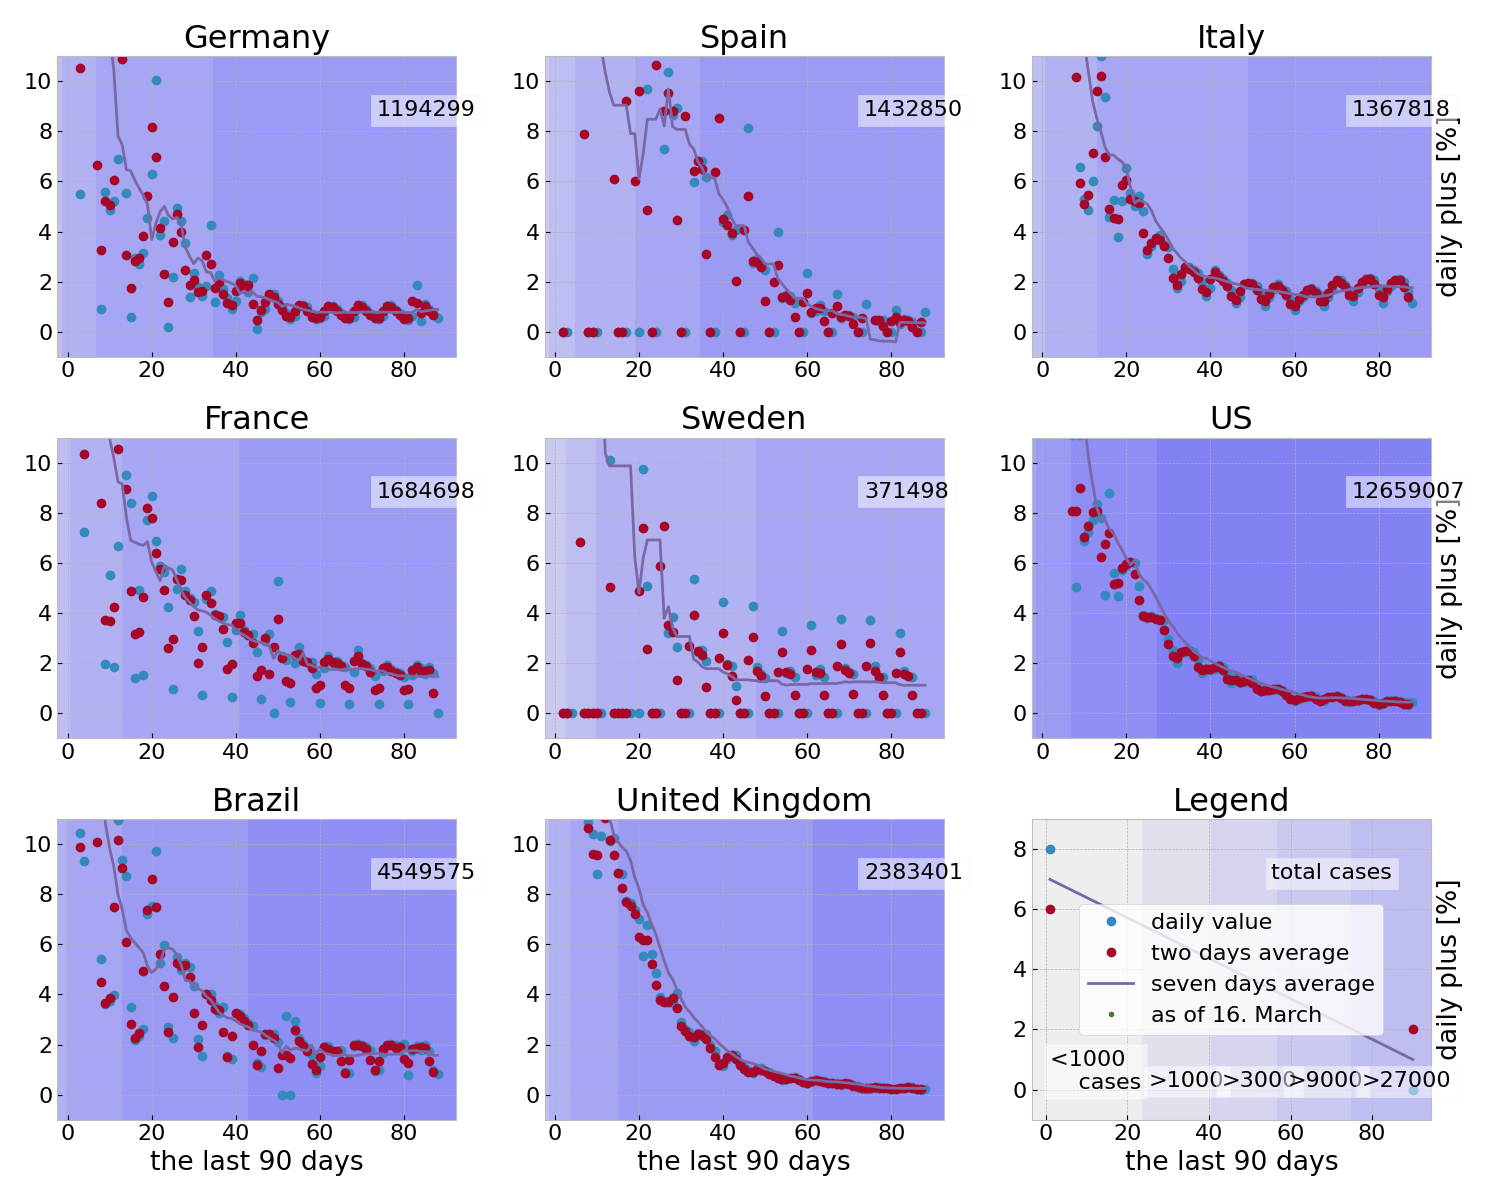 Germany
Spain
Italy
10
8
6
4
2
0
1194299
0 20 40 60 80
10
8
6
4
2
0
1432850
0 20 40 60 80
10
8
6
4
2
0
1367818
0 20 40 60 80
daily plus [%]
France
Sweden
US
10
8
6
4
2
0
1684698
0 20 40 60 80
10
8
6
4
2
0
371498
0 20 40 60 80
10
8
6
4
2
0
12659007
0 20 40 60 80
daily plus [%]
Brazil
United Kingdom
Legend
10
8
6
4
2
0
4549575
0 20 40 60 80
the last 90 days
10
8
6
4
2
0
2383401
0 20 40 60 80
the last 90 days
8
6
4
2
0
total cases
daily value
two days average
seven days average
as of 16. March
<1000
cases
>1000
>3000
>9000
>27000
0 20 40 60 80
the last 90 days
daily plus [%]